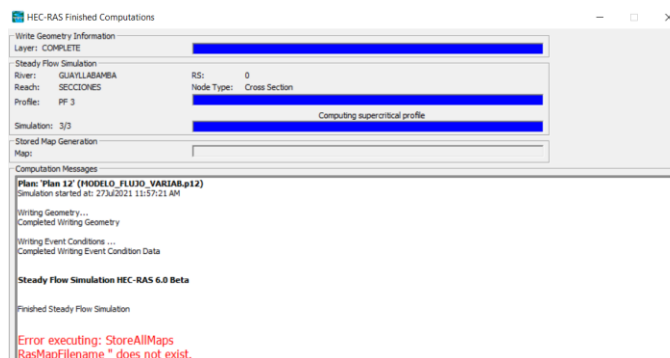 HEC-RAS Finished Computations
Write Geometry Information
Layer: COMPLETE
Steady Flow Simulation
River: GUAYLLABAMBA RS: 0
Reach: SECCIONES Node Type: Cross Section
Profile: PF 3
Computing supercritical profile
Simulation: 3/3
Stored Map Generation
Map:
Computation Messages
Plan: 'Plan 12' (MODELO_FLUJO_VARIAB.p12)
Simulation started at: 27Jul2021 11:57:21 AM
Writing Geometry...
Completed Writing Geometry
Writing Event Conditions ...
Completed Writing Event Condition Data
Steady Flow Simulation HEC-RAS 6.0 Beta
Finished Steady Flow Simulation
Error executing: StoreAllMaps
RasMapFilename " does not exist.